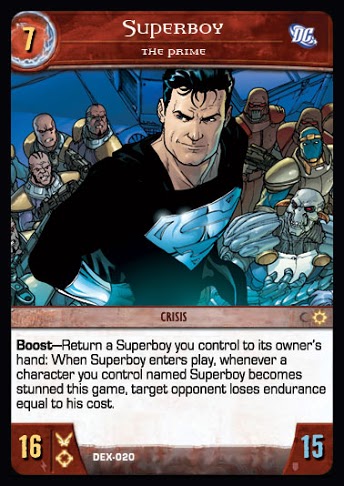 7
SUPERBOY
THE PRIME
DC
CRISIS
Boost—Return a Superboy you control to its owner's
hand: When Superboy enters play, whenever a
character you control named Superboy becomes
stunned this game, target opponent loses endurance
equal to his cost.
16
DEX-020
15